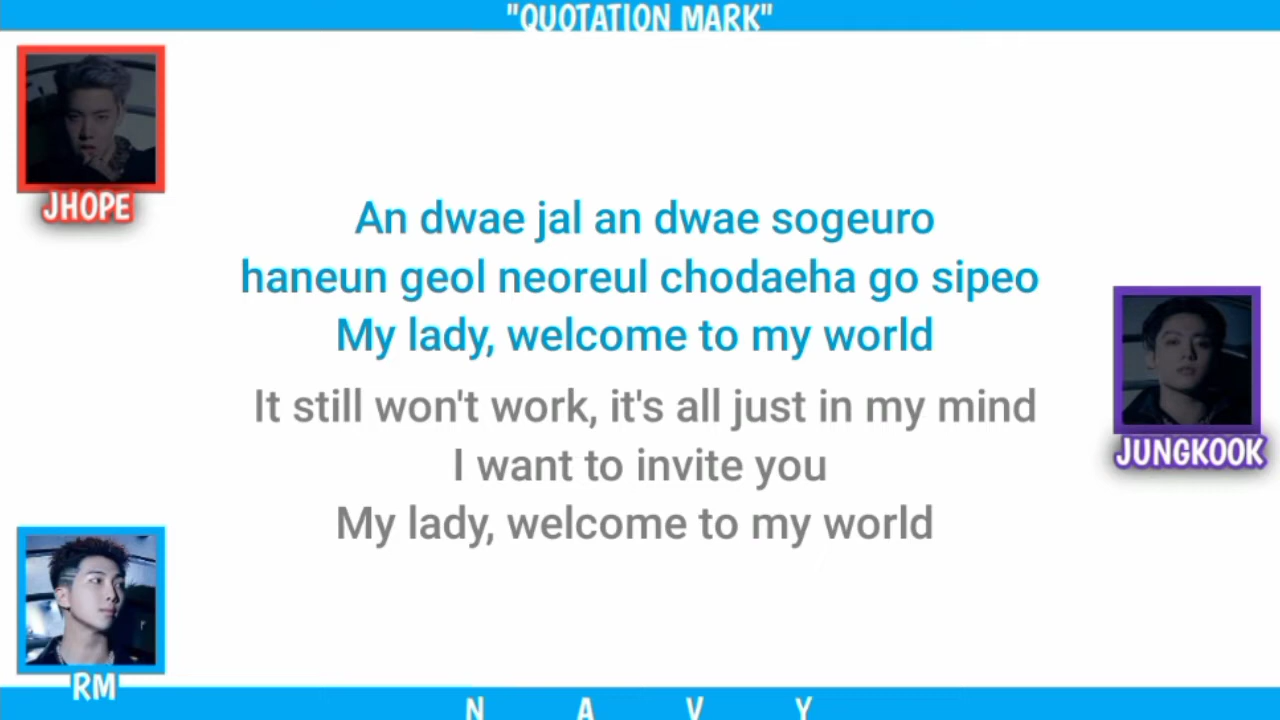 "QUOTATION MARK"
JHOPE
An dwae jal an dwae sogeuro
haneun geol neoreul chodaeha go sipeo
My lady, welcome to my world
It still won't work, it's all just in my mind
I want to invite you
My lady, welcome to my world
JUNGKOOK
RM
N A V Y